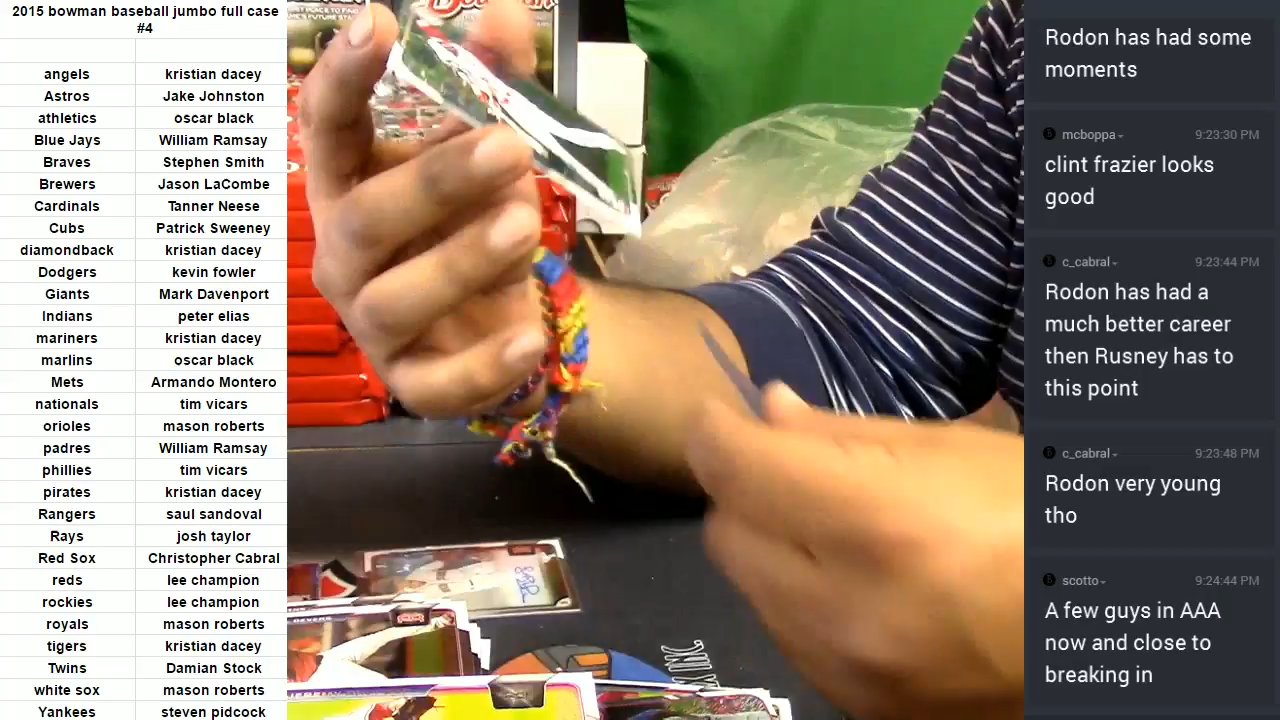 2015 bowman baseball jumbo full case
#4
angels kristian dacey
Astros Jake Johnston
athletics oscar black
Blue Jays William Ramsay
Braves Stephen Smith
Brewers Jason LaCombe
Cardinals Tanner Neese
Cubs Patrick Sweeney
diamondback kristian dacey
Dodgers kevin fowler
Giants Mark Davenport
Indians peter elias
mariners kristian dacey
marlins oscar black
Mets Armando Montero
nationals tim vicars
orioles mason roberts
padres William Ramsay
phillies tim vicars
pirates kristian dacey
Rangers saul sandoval
Rays josh taylor
Red Sox Christopher Cabral
reds lee champion
rockies lee champion
royals mason roberts
tigers kristian dacey
Twins Damian Stock
white sox mason roberts
Yankees steven pidcock
Bowman
INC
Rodon has had some
moments
mcboppa 9:23:30 PM
clint frazier looks
good
c_cabral 9:23:44 PM
Rodon has had a
much better career
then Rusney has to
this point
c_cabral 9:23:48 PM
Rodon very young
tho
scotto 9:24:44 PM
A few guys in AAA
now and close to
breaking in